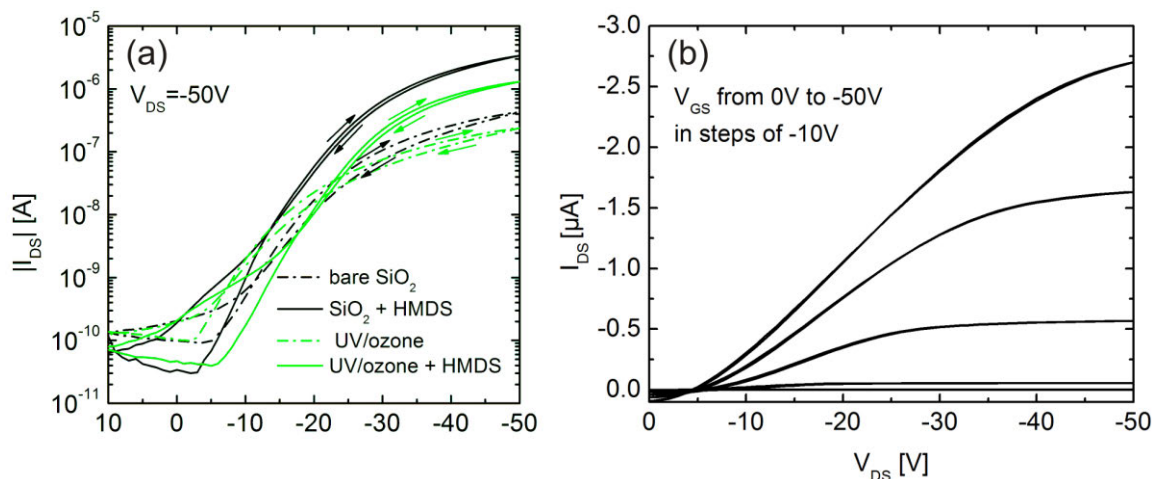 (a)
V_DS=-50V
|I_DS| [A]
10⁻⁵
10⁻⁶
10⁻⁷
10⁻⁸
10⁻⁹
10⁻¹⁰
10⁻¹¹
bare SiO₂
SiO₂ + HMDS
UV/ozone
UV/ozone + HMDS
10 0 -10 -20 -30 -40 -50
(b)
V_GS from 0V to -50V
in steps of -10V
I_DS [µA]
-3.0
-2.5
-2.0
-1.5
-1.0
-0.5
0.0
0 -10 -20 -30 -40 -50
V_DS [V]